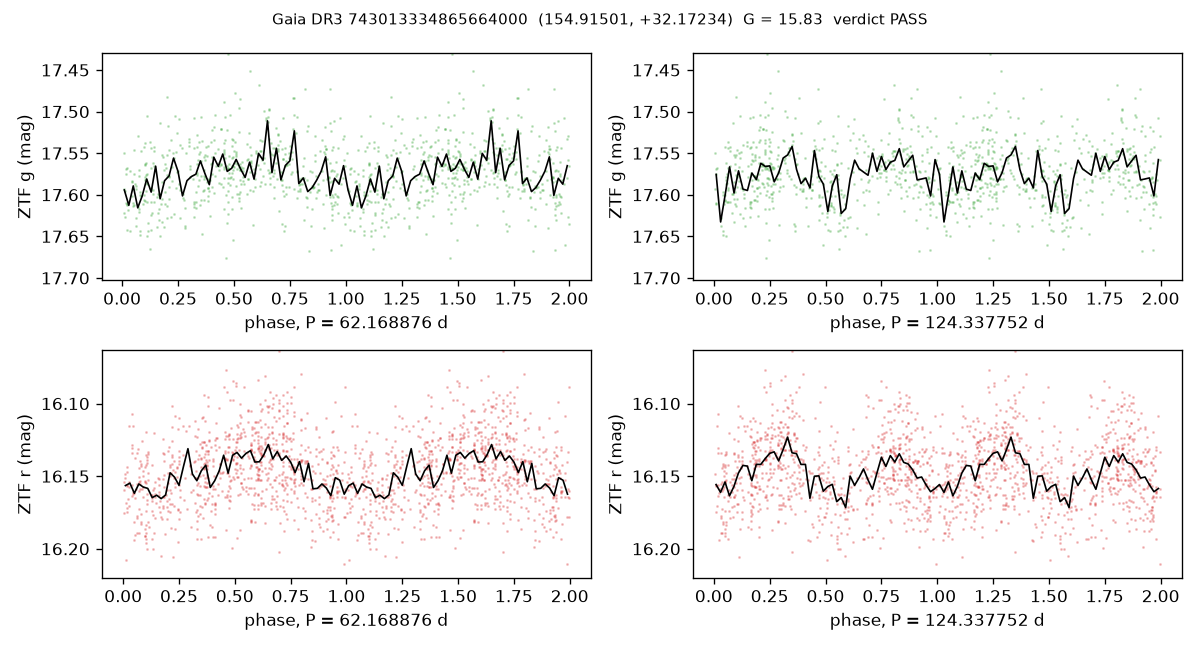 Gaia DR3 743013334865664000 (154.91501, +32.17234) G = 15.83 verdict PASS
ZTF g (mag)
17.45
17.50
17.55
17.60
17.65
17.70
0.00 0.25 0.50 0.75 1.00 1.25 1.50 1.75 2.00
phase, P = 62.168876 d
ZTF g (mag)
17.45
17.50
17.55
17.60
17.65
17.70
0.00 0.25 0.50 0.75 1.00 1.25 1.50 1.75 2.00
phase, P = 124.337752 d
ZTF r (mag)
16.10
16.15
16.20
0.00 0.25 0.50 0.75 1.00 1.25 1.50 1.75 2.00
phase, P = 62.168876 d
ZTF r (mag)
16.10
16.15
16.20
0.00 0.25 0.50 0.75 1.00 1.25 1.50 1.75 2.00
phase, P = 124.337752 d